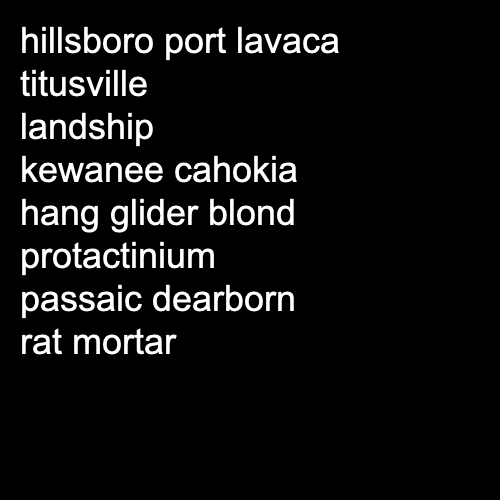 hillsboro port lavaca
titusville
landship
kewanee cahokia
hang glider blond
protactinium
passaic dearborn
rat mortar